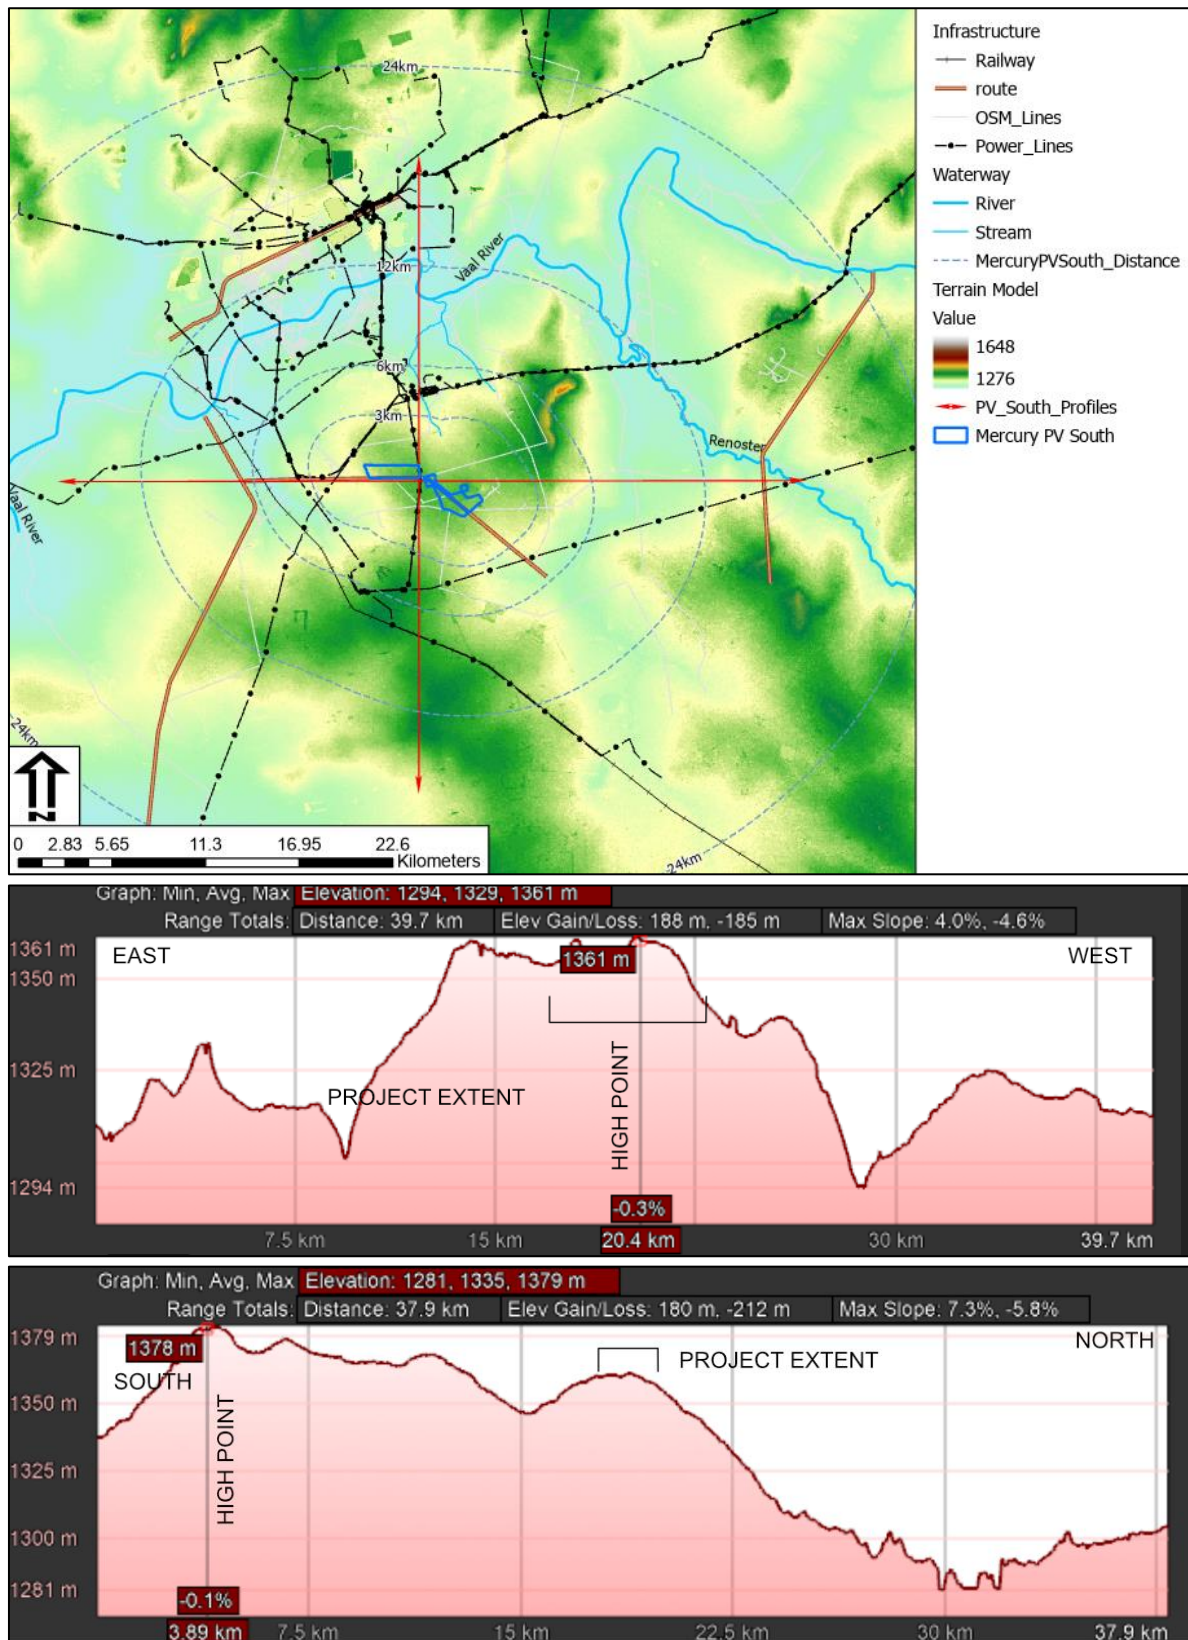 Infrastructure
Railway
route
OSM_Lines
Power_Lines
Waterway
River
Stream
MercuryPVSouth_Distance
Terrain Model
Value
1648
1276
PV_South_Profiles
Mercury PV South
24km
12km
Vaal River
6km
3km
Renoster
Vaal River
24km
24km
N
0 2.83 5.65 11.3 16.95 22.6
Kilometers
Graph: Min, Avg, Max Elevation: 1294, 1329, 1361 m
Range Totals: Distance: 39.7 km Elev Gain/Loss: 188 m, -185 m Max Slope: 4.0%, -4.6%
1361 m
EAST
1361 m
WEST
1350 m
1325 m
PROJECT EXTENT
HIGH POINT
1294 m
-0.3%
7.5 km 15 km 20.4 km 30 km 39.7 km
Graph: Min, Avg, Max Elevation: 1281, 1335, 1379 m
Range Totals: Distance: 37.9 km Elev Gain/Loss: 180 m, -212 m Max Slope: 7.3%, -5.8%
1379 m
1378 m
NORTH
SOUTH
PROJECT EXTENT
1350 m
HIGH POINT
1325 m
1300 m
1281 m
-0.1%
3.89 km 7.5 km 15 km 22.5 km 30 km 37.9 km